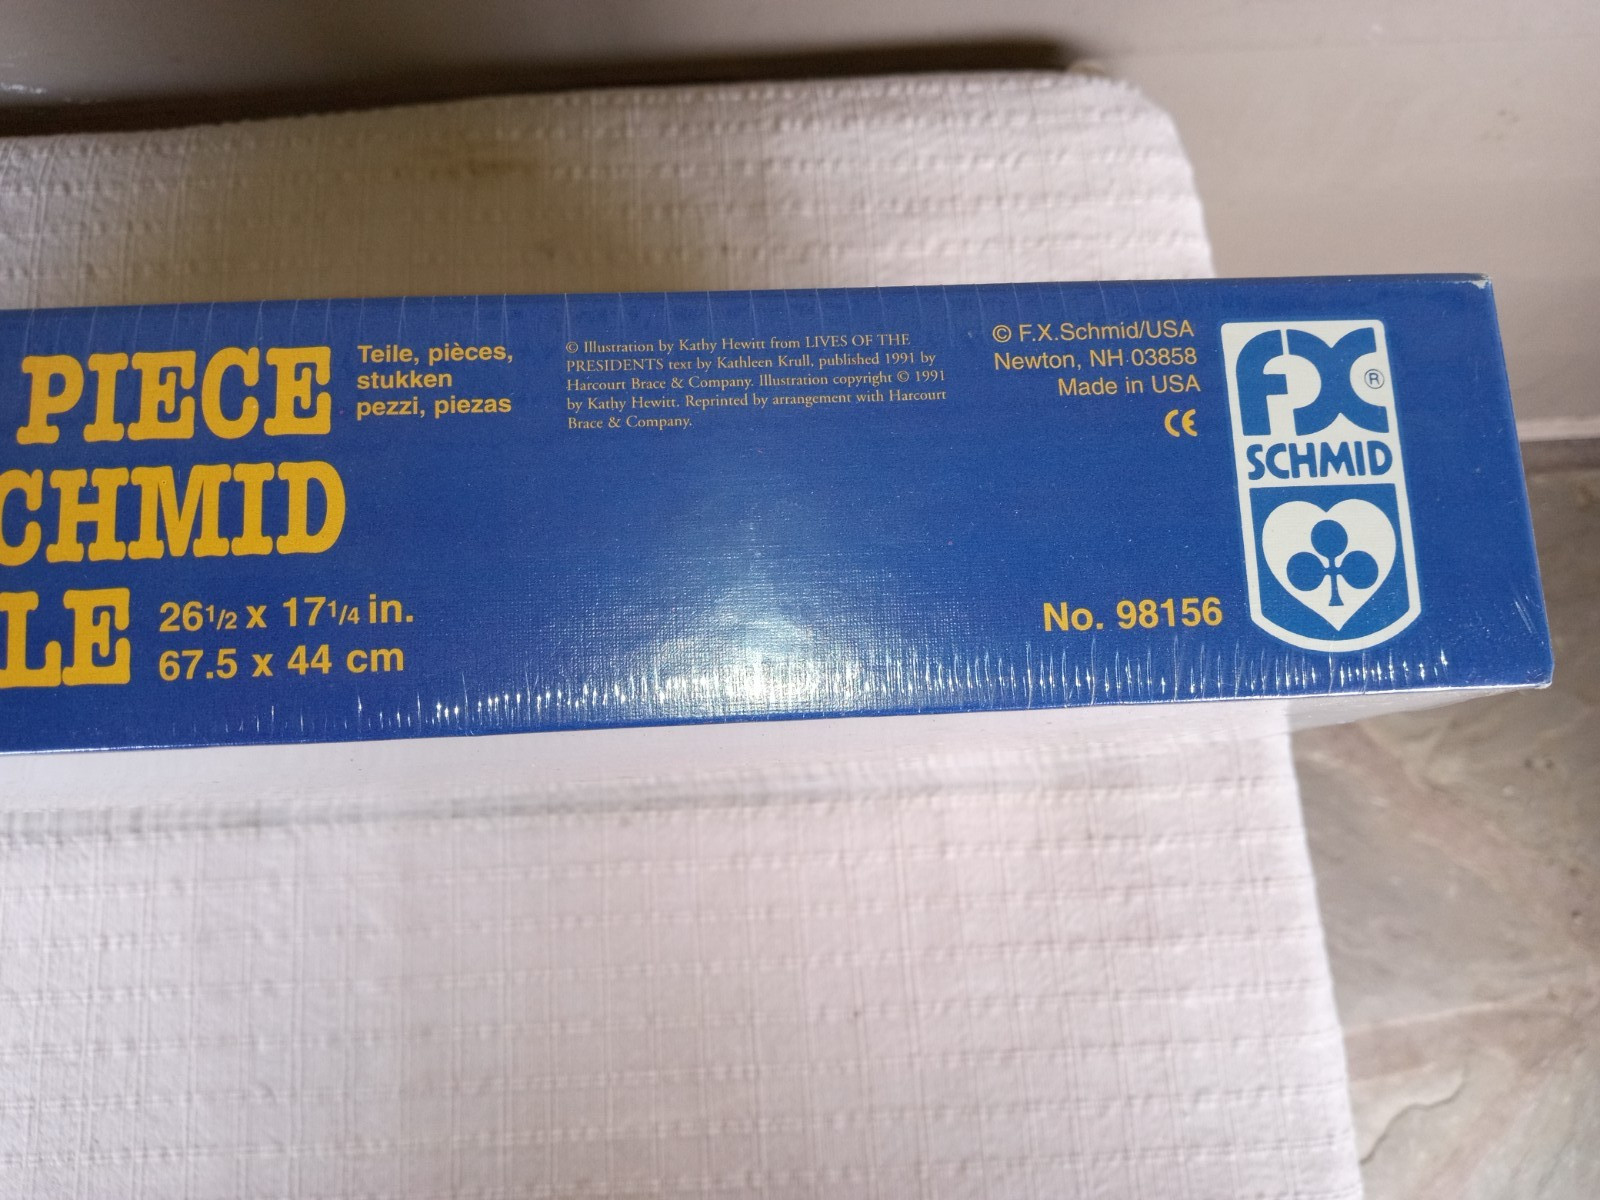 PIECE
CHMID
LE
Teile, pièces,
stukken
pezzi, piezas
26 1/2 x 17 1/4 in.
67.5 x 44 cm
© Illustration by Kathy Hewitt from LIVES OF THE
PRESIDENTS text by Kathleen Krull, published 1991 by
Harcourt Brace & Company. Illustration copyright © 1991
by Kathy Hewitt. Reprinted by arrangement with Harcourt
Brace & Company.
© F.X.Schmid/USA
Newton, NH 03858
Made in USA
CE
No. 98156
FX ®
SCHMID